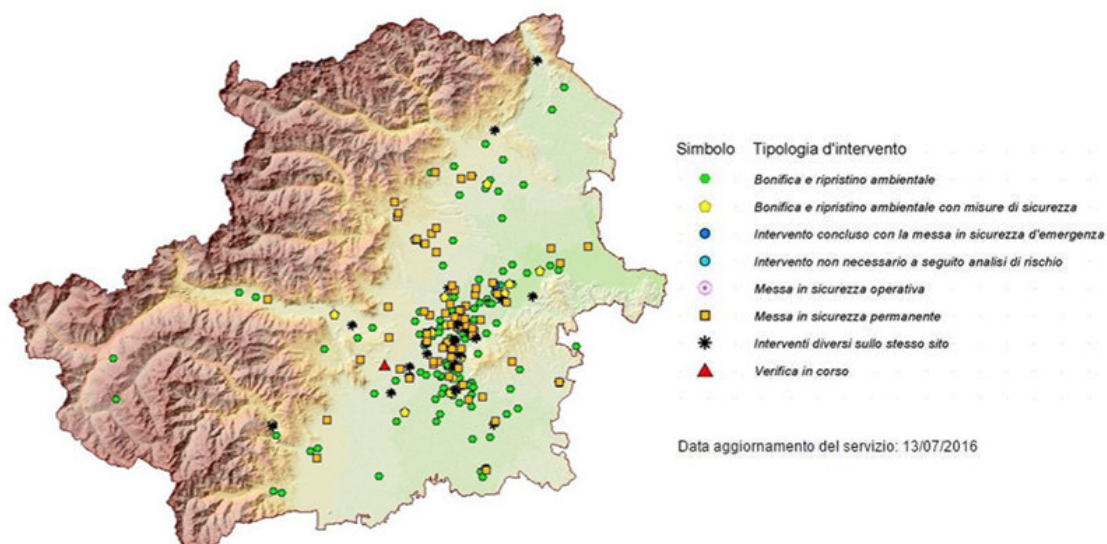 Simbolo Tipologia d'intervento
Bonifica e ripristino ambientale
Bonifica e ripristino ambientale con misure di sicurezza
Intervento concluso con la messa in sicurezza d'emergenza
Intervento non necessario a seguito analisi di rischio
Messa in sicurezza operativa
Messa in sicurezza permanente
Interventi diversi sullo stesso sito
Verifica in corso
Data aggiornamento del servizio: 13/07/2016